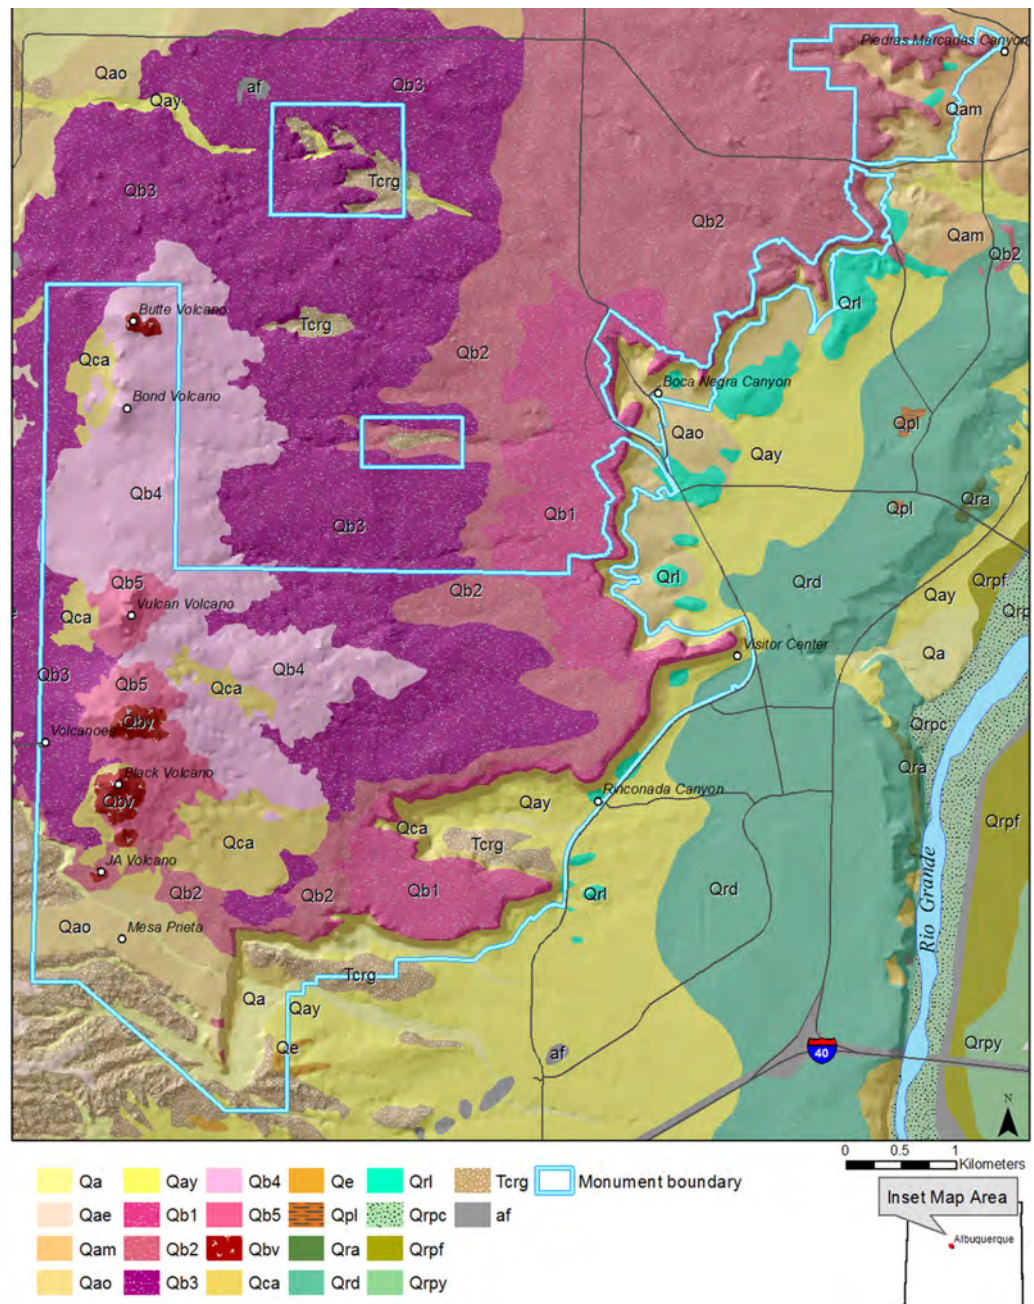 Piedras Marcadas Canyon
Qao
Qb3
af
Qay
Qam
Qb3
Tcrg
Qb2
Qam
Qb2
Butte Volcano
Tcrg
Qrl
Qca
Qb2
Boca Negra Canyon
Bond Volcano
Qao
Qpl
Qay
Qb4
Qb3
Qb1
Qra
Qpl
Qb5
Qb2
Qrl
Qrd
Qrpf
Qay
Qca
Vulcan Volcano
Qrp
Visitor Center
Qb3
Qb5
Qca
Qb4
Qa
Qbv
Volcanoes
Qrpc
Qra
Black Volcano
Rinconada Canyon
Qbv
Qay
Qca
Qca
Tcrg
Qrpf
JA Volcano
Qb2
Qb2
Qb1
Qrl
Qrd
Rio Grande
Qao
Mesa Prieta
Tcrg
Qa
Qay
Qe
af
40
Qrpy
N
0 0.5 1
Kilometers
Qa Qay Qb4 Qe Qrl Tcrg Monument boundary
Qae Qb1 Qb5 Qpl Qrpc af
Qam Qb2 Qbv Qra Qrpf
Qao Qb3 Qca Qrd Qrpy
Inset Map Area
Albuquerque